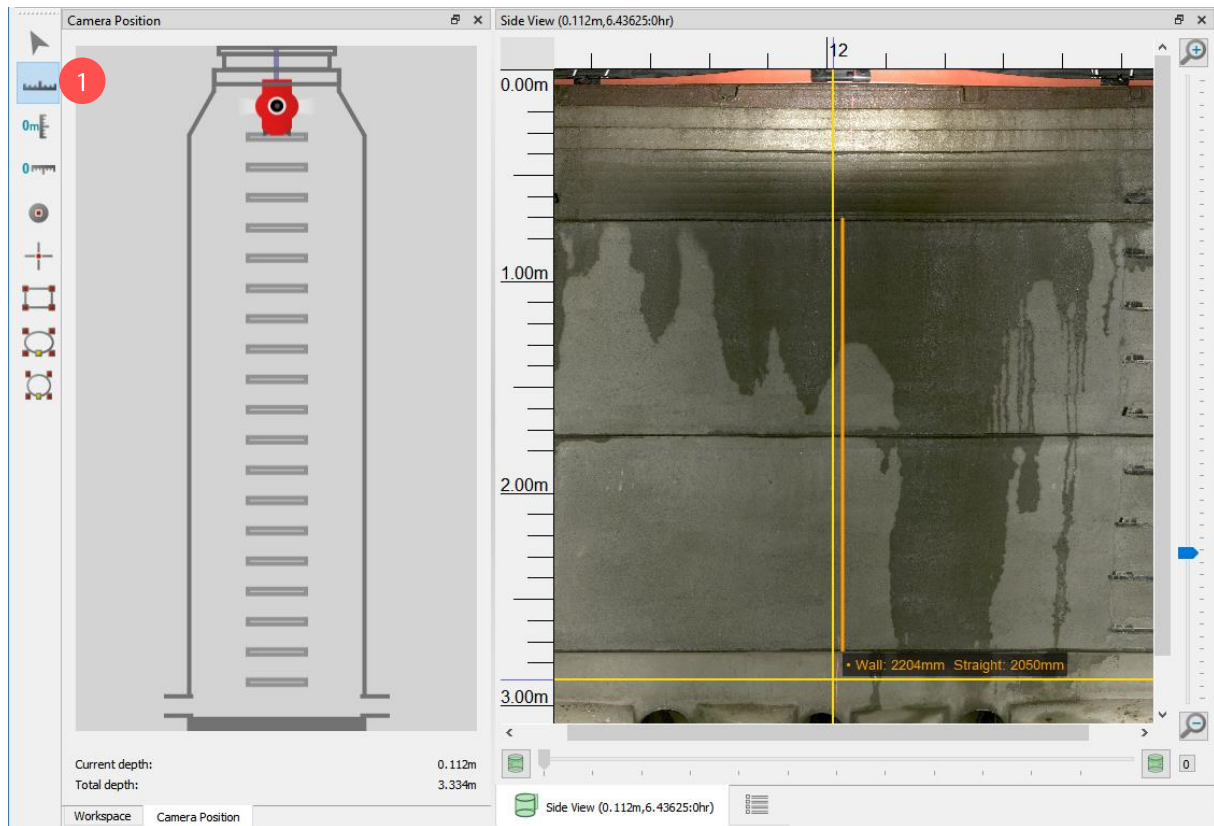 Camera Position
Side View (0.112m,6.43625:0hr)
1
0m
0
12
0.00m
1.00m
2.00m
3.00m
• Wall: 2204mm Straight: 2050mm
Current depth: 0.112m
Total depth: 3.334m
0
Workspace Camera Position
Side View (0.112m,6.43625:0hr)